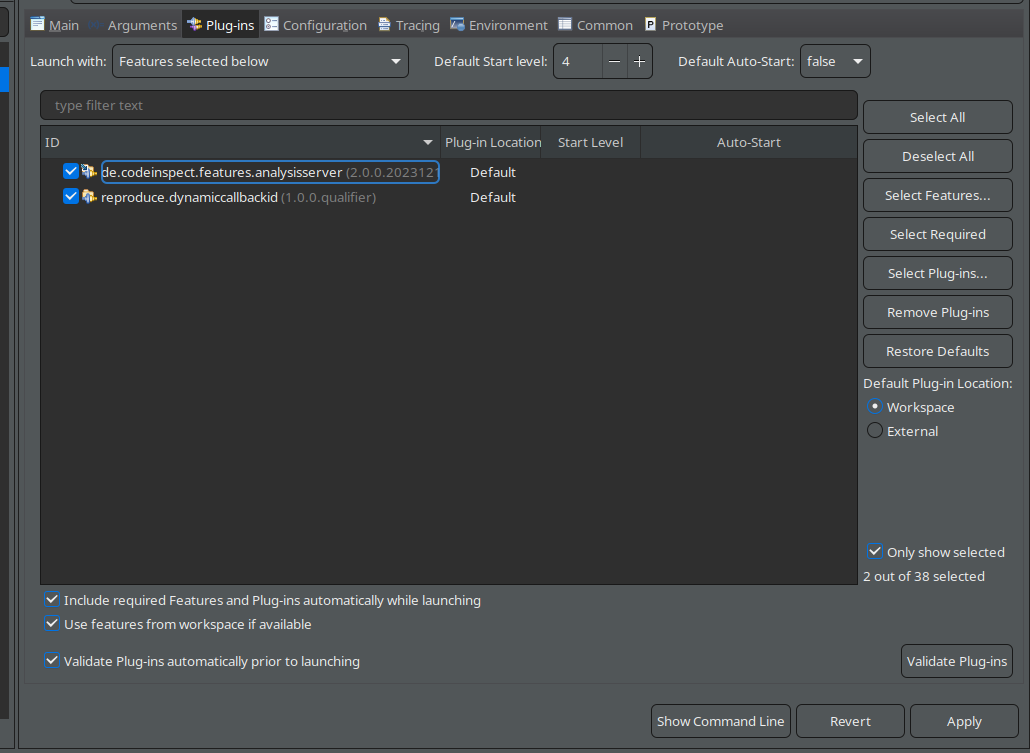 Main Arguments Plug-ins Configuration Tracing Environment Common Prototype
Launch with: Features selected below Default Start level: 4 Default Auto-Start: false
type filter text
Select All
ID Plug-in Location Start Level Auto-Start
Deselect All
de.codeinspect.features.analysisserver (2.0.0.2023121 Default
reproduce.dynamiccallbackid (1.0.0.qualifier) Default
Select Features...
Select Required
Select Plug-ins...
Remove Plug-ins
Restore Defaults
Default Plug-in Location:
Workspace
External
Only show selected
2 out of 38 selected
Include required Features and Plug-ins automatically while launching
Use features from workspace if available
Validate Plug-ins automatically prior to launching Validate Plug-ins
Show Command Line Revert Apply